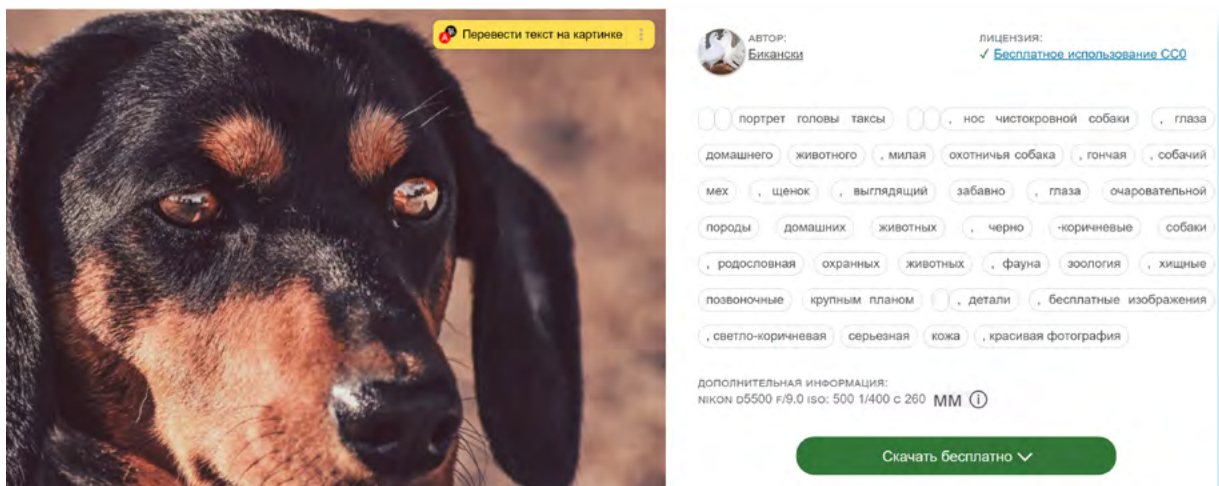 Перевести текст на картинке
АВТОР:
Бикански
ЛИЦЕНЗИЯ:
✓ Бесплатное использование CC0
портрет головы таксы , нос чистокровной собаки , глаза
домашнего животного , милая охотничья собака , гончая , собачий
мех , щенок , выглядящий забавно , глаза очаровательной
породы домашних животных , черно -коричневые собаки
, родословная охранных животных , фауна зоология , хищные
позвоночные крупным планом , детали , бесплатные изображения
, светло-коричневая серьезная кожа , красивая фотография
ДОПОЛНИТЕЛЬНАЯ ИНФОРМАЦИЯ:
NIKON D5500 F/9.0 ISO: 500 1/400 С 260 ММ
Скачать бесплатно